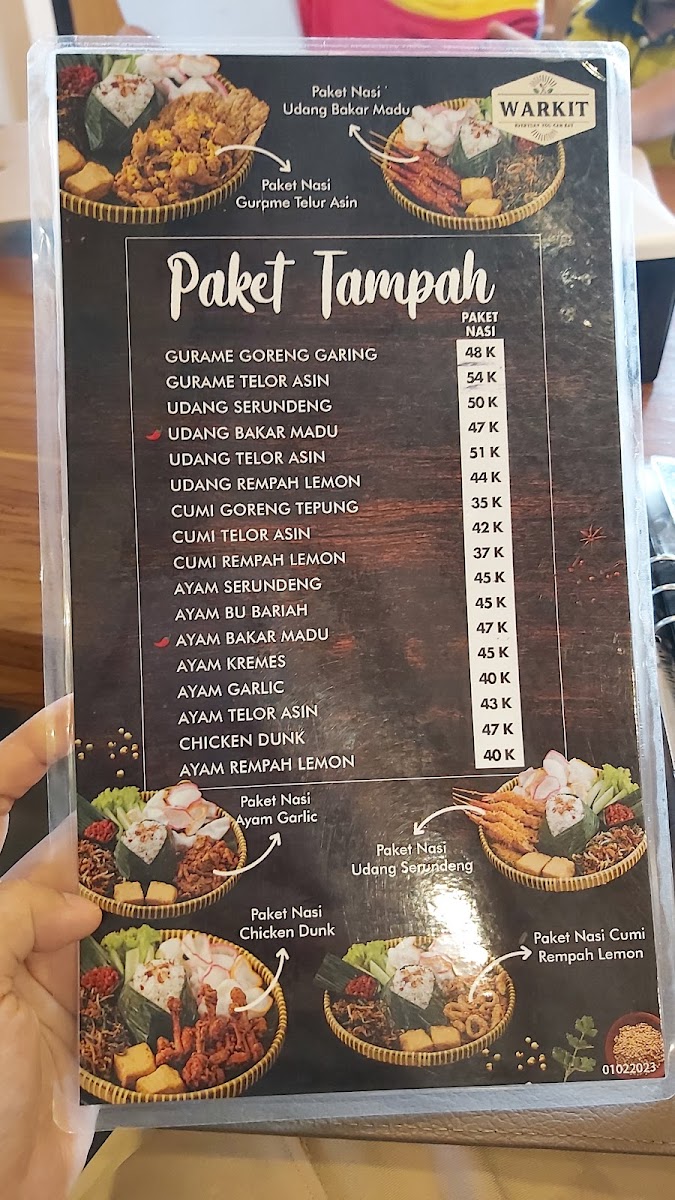 Paket Nasi
Udang Bakar Madu
WARKIT
Paket Nasi
Gurame Telur Asin
Paket Tampah
PAKET
NASI
GURAME GORENG GARING 48 K
GURAME TELOR ASIN 54 K
UDANG SERUNDENG 50 K
UDANG BAKAR MADU 47 K
UDANG TELOR ASIN 51 K
UDANG REMPAH LEMON 44 K
CUMI GORENG TEPUNG 35 K
CUMI TELOR ASIN 42 K
CUMI REMPAH LEMON 37 K
AYAM SERUNDENG 45 K
AYAM BU BARIAH 45 K
AYAM BAKAR MADU 47 K
AYAM KREMES 45 K
AYAM GARLIC 40 K
AYAM TELOR ASIN 43 K
CHICKEN DUNK 47 K
AYAM REMPAH LEMON 40 K
Paket Nasi
Ayam Garlic
Paket Nasi
Udang Serundeng
Paket Nasi
Chicken Dunk
Paket Nasi Cumi
Rempah Lemon
01022023